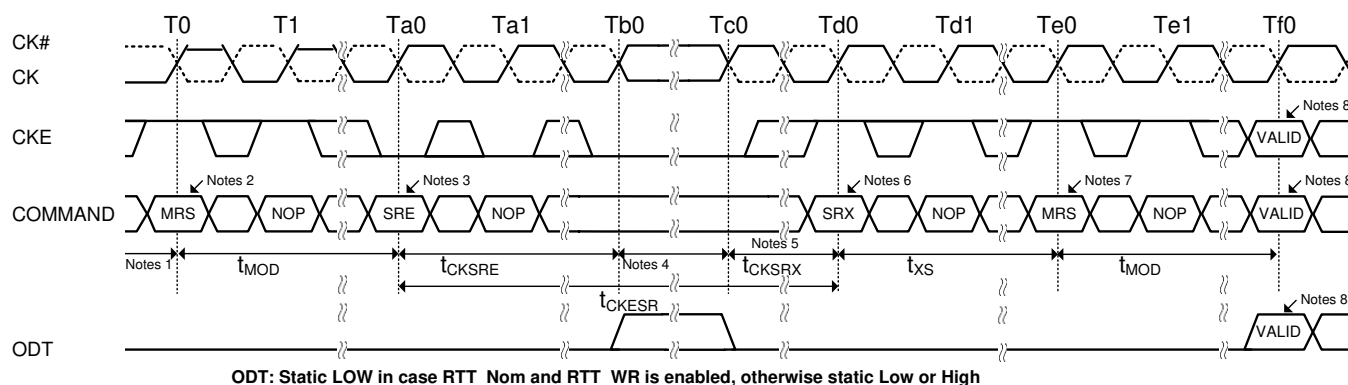 T0 T1 Ta0 Ta1 Tb0 Tc0 Td0 Td1 Te0 Te1 Tf0
CK#
CK
Notes 8
CKE VALID
Notes 2 Notes 3 Notes 6 Notes 7 Notes 8
COMMAND MRS NOP SRE NOP SRX NOP MRS NOP VALID
Notes 1 tMOD tCKSRE Notes 4 Notes 5 tCKSRX tXS tMOD
tCKESR
Notes 8
ODT VALID
ODT: Static LOW in case RTT_Nom and RTT_WR is enabled, otherwise static Low or High